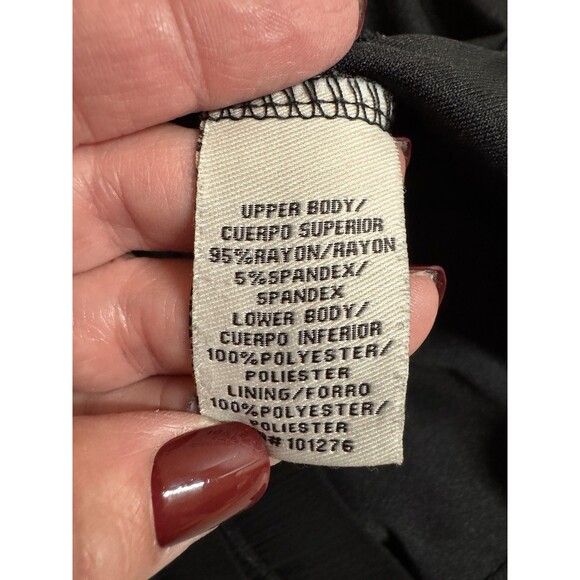 UPPER BODY/
CUERPO SUPERIOR
95%RAYON/RAYON
5%SPANDEX/
SPANDEX
LOWER BODY/
CUERPO INFERIOR
100%POLYESTER/
POLIESTER
LINING/FORRO
100%POLYESTER/
POLIESTER
# 101276